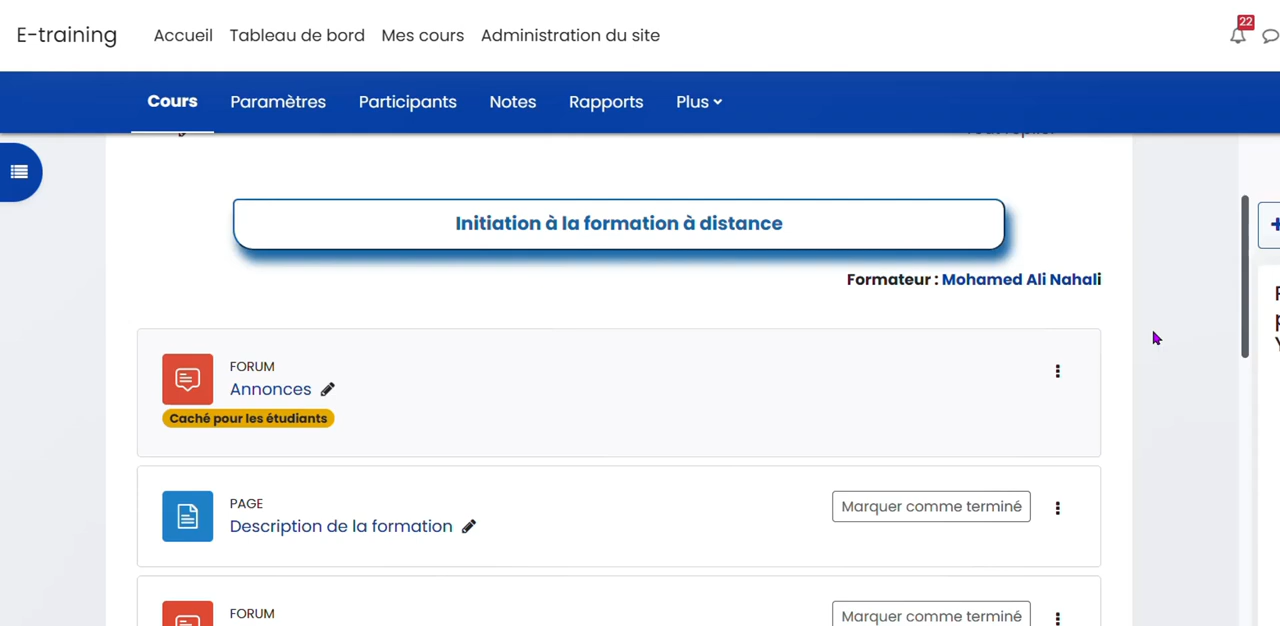 E-training Accueil Tableau de bord Mes cours Administration du site 22
Cours Paramètres Participants Notes Rapports Plus
Initiation à la formation à distance
Formateur : Mohamed Ali Nahali
FORUM
Annonces
Caché pour les étudiants
PAGE
Description de la formation
Marquer comme terminé
FORUM
Marquer comme terminé